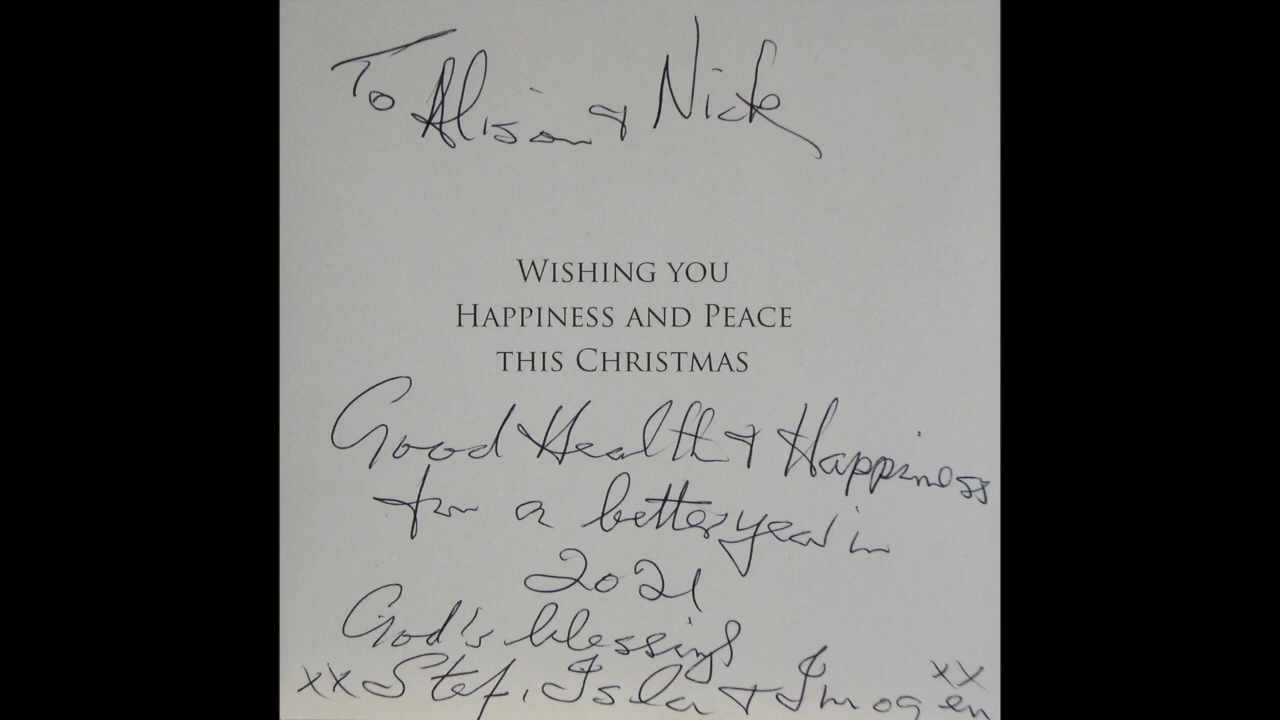 To Alison & Nick
WISHING YOU
HAPPINESS AND PEACE
THIS CHRISTMAS
Good Health & Happiness
for a better year in
2021
God's blessings
xx Stef, Isla & Imogen xx